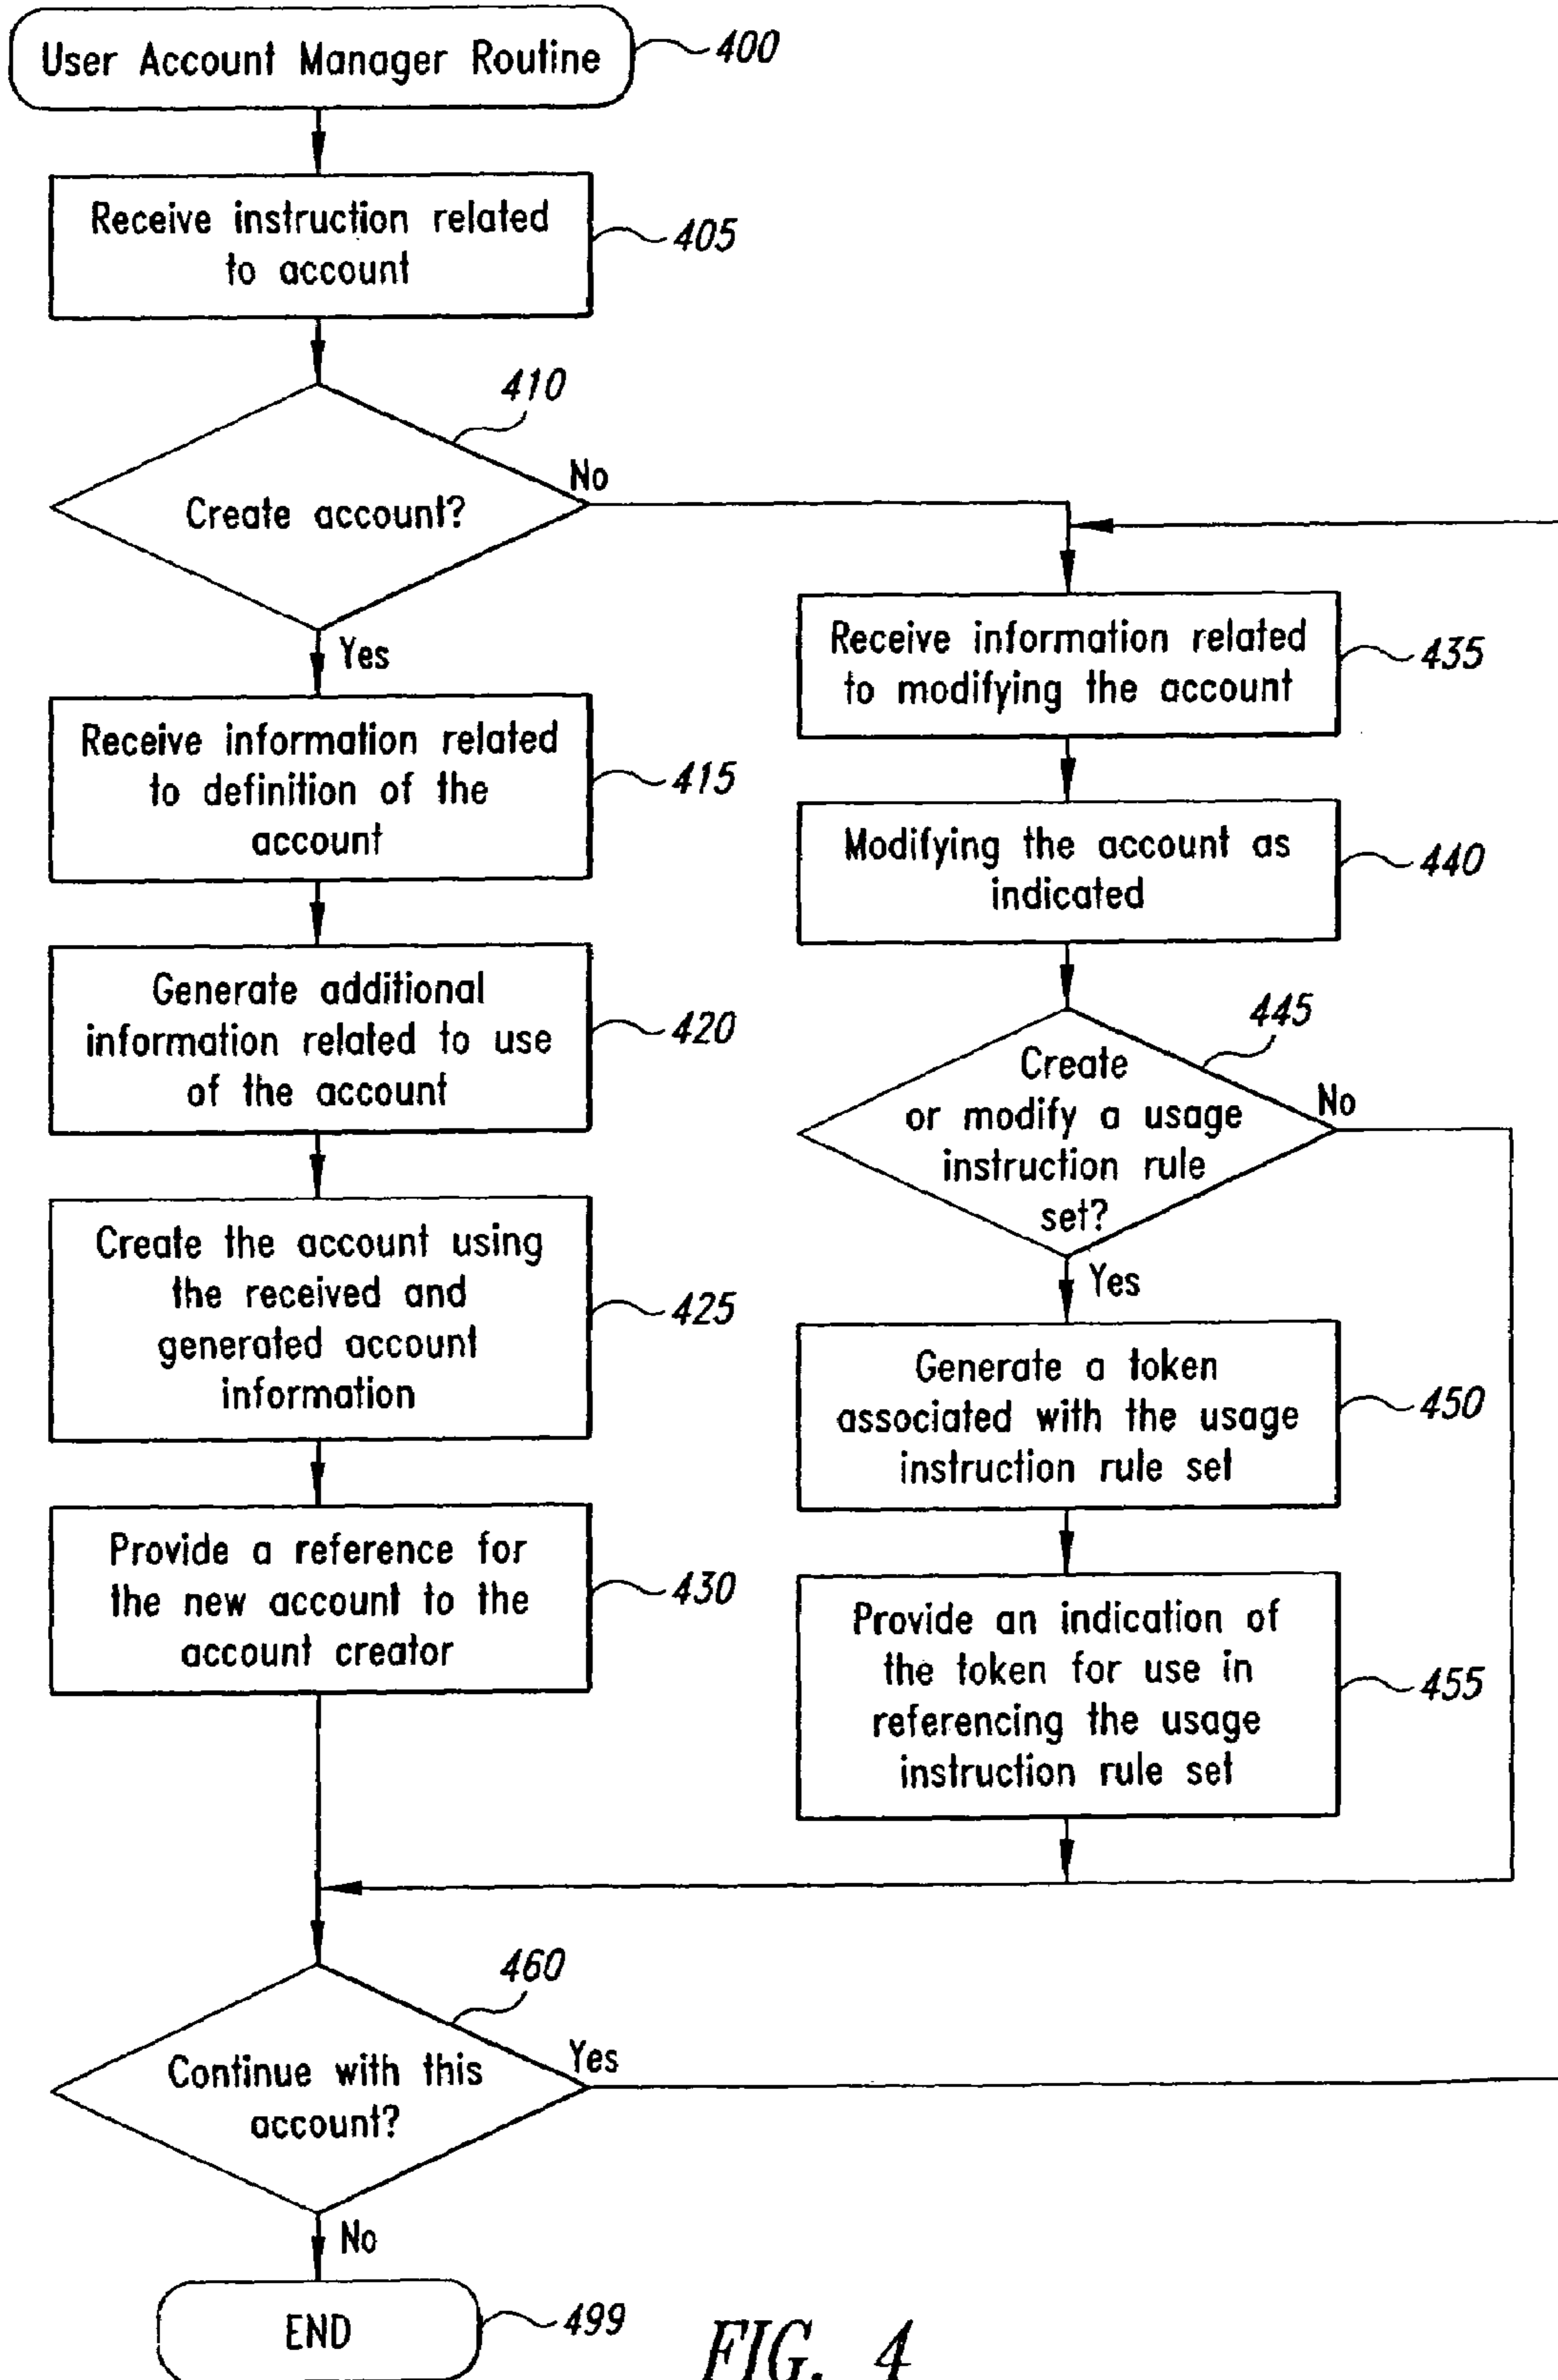 User Account Manager Routine
400
Receive instruction related
to account
405
410
Create account?
No
Yes
Receive information related
to definition of the
account
415
Generate additional
information related to use
of the account
420
Create the account using
the received and
generated account
information
425
Provide a reference for
the new account to the
account creator
430
Receive information related
to modifying the account
435
Modifying the account as
indicated
440
445
Create
or modify a usage
instruction rule
set?
No
Yes
Generate a token
associated with the usage
instruction rule set
450
Provide an indication of
the token for use in
referencing the usage
instruction rule set
455
460
Continue with this
account?
Yes
No
END
499
FIG. 4